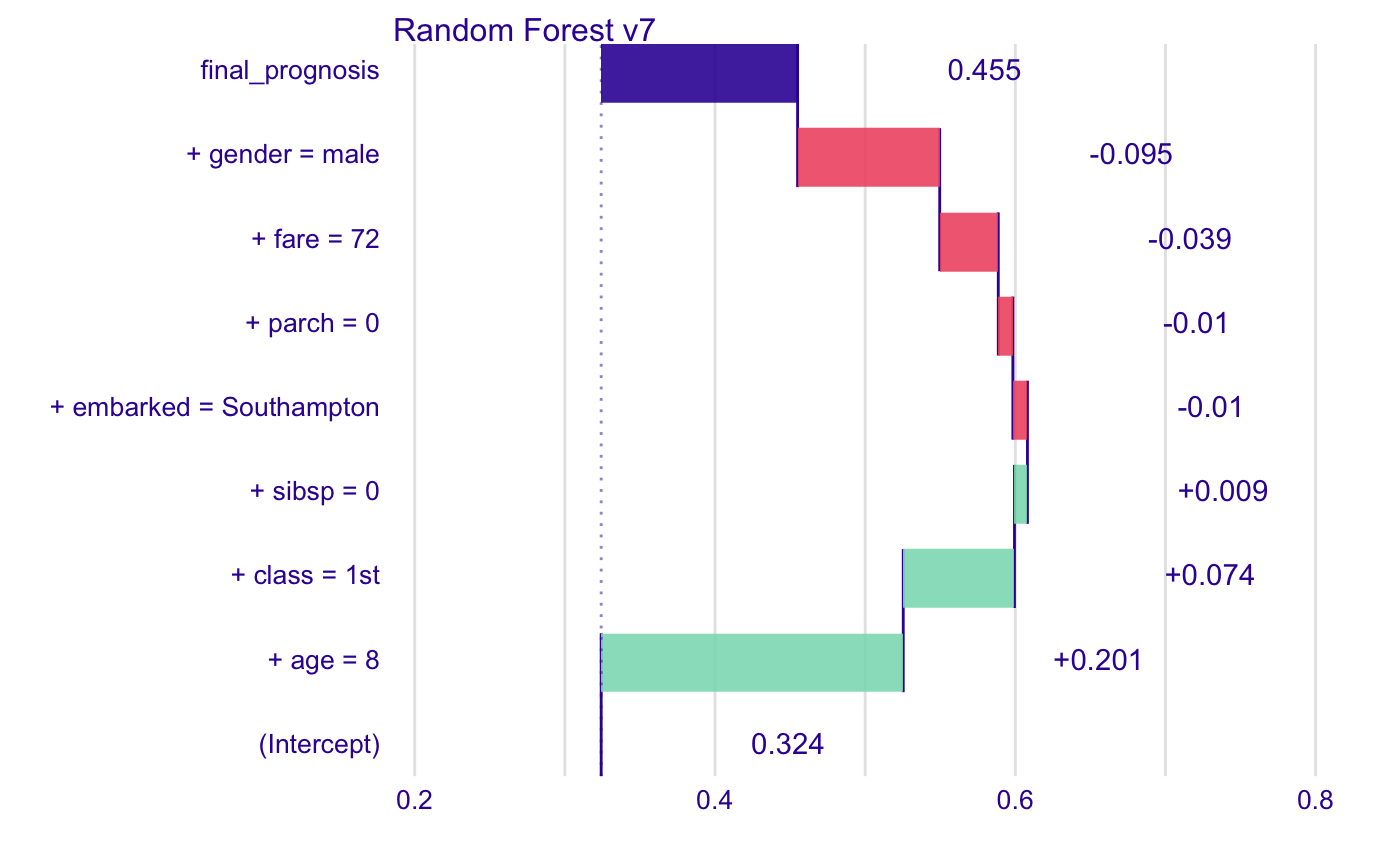 Random Forest v7
final_prognosis 0.455
+ gender = male -0.095
+ fare = 72 -0.039
+ parch = 0 -0.01
+ embarked = Southampton -0.01
+ sibsp = 0 +0.009
+ class = 1st +0.074
+ age = 8 +0.201
(Intercept) 0.324
0.2 0.4 0.6 0.8